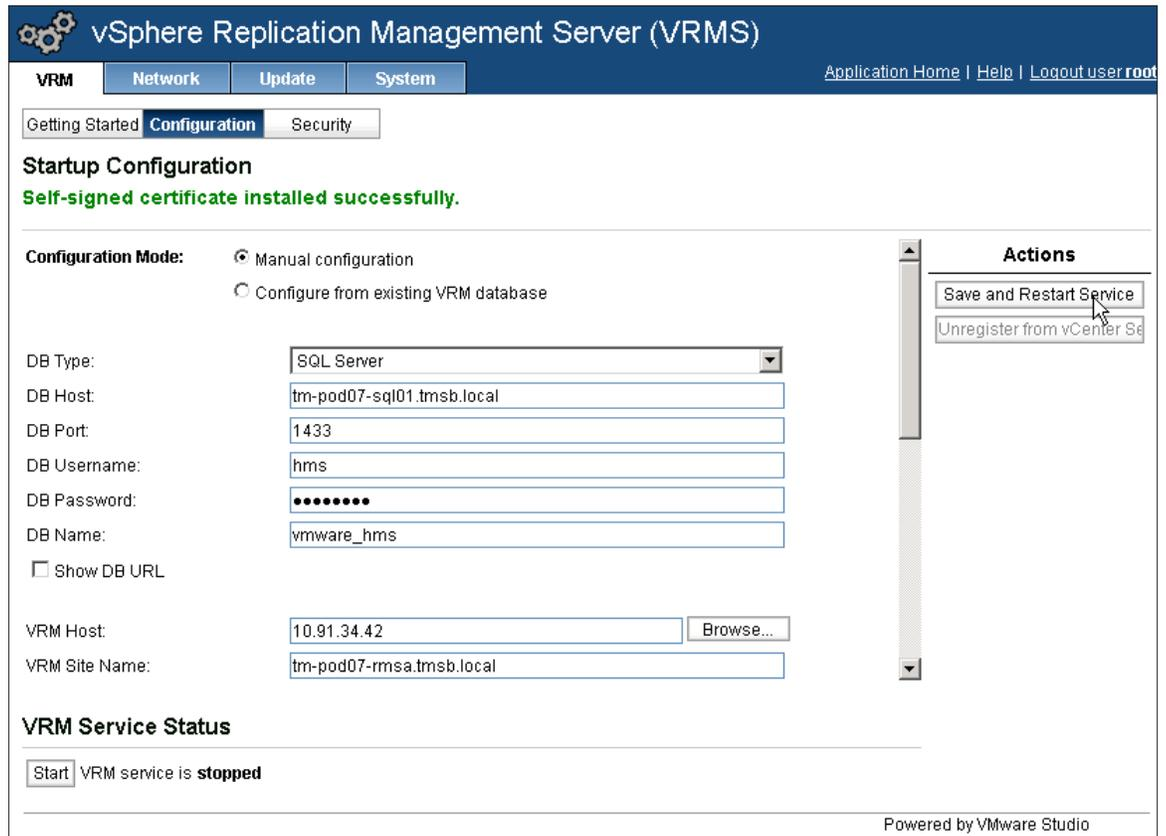 vSphere Replication Management Server (VRMS)
VRM Network Update System
Application Home | Help | Logout user root
Getting Started Configuration Security
Startup Configuration
Self-signed certificate installed successfully.
Configuration Mode: Manual configuration
Configure from existing VRM database
DB Type: SQL Server
DB Host: tm-pod07-sql01.tmsb.local
DB Port: 1433
DB Username: hms
DB Password: ●●●●●●●●
DB Name: vmware_hms
Show DB URL
VRM Host: 10.91.34.42 Browse...
VRM Site Name: tm-pod07-rmsa.tmsb.local
Actions
Save and Restart Service
Unregister from vCenter Se
VRM Service Status
Start VRM service is stopped
Powered by VMware Studio